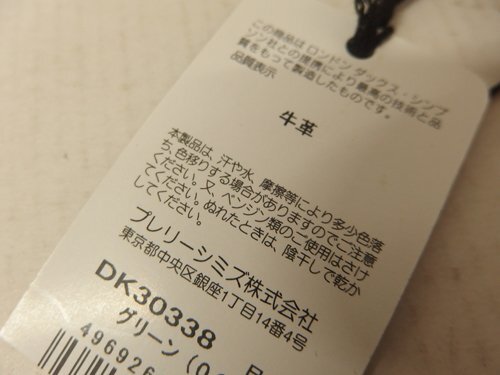 この商品は ロンドン ダックス・シンプ
ソン社との提携により最高の技術と品
質をもって製造したものです。
品質表示
牛革
本製品は、汗や水、摩擦等により多少色落
ち、色移りする場合がありますのでご注意
ください。又、ベンジン類のご使用はさけ
てください。ぬれたときは、陰干しで乾か
してください。
プレリーシミズ株式会社
東京都中央区銀座1丁目14番4号
DK30338
グリーン(0
496926